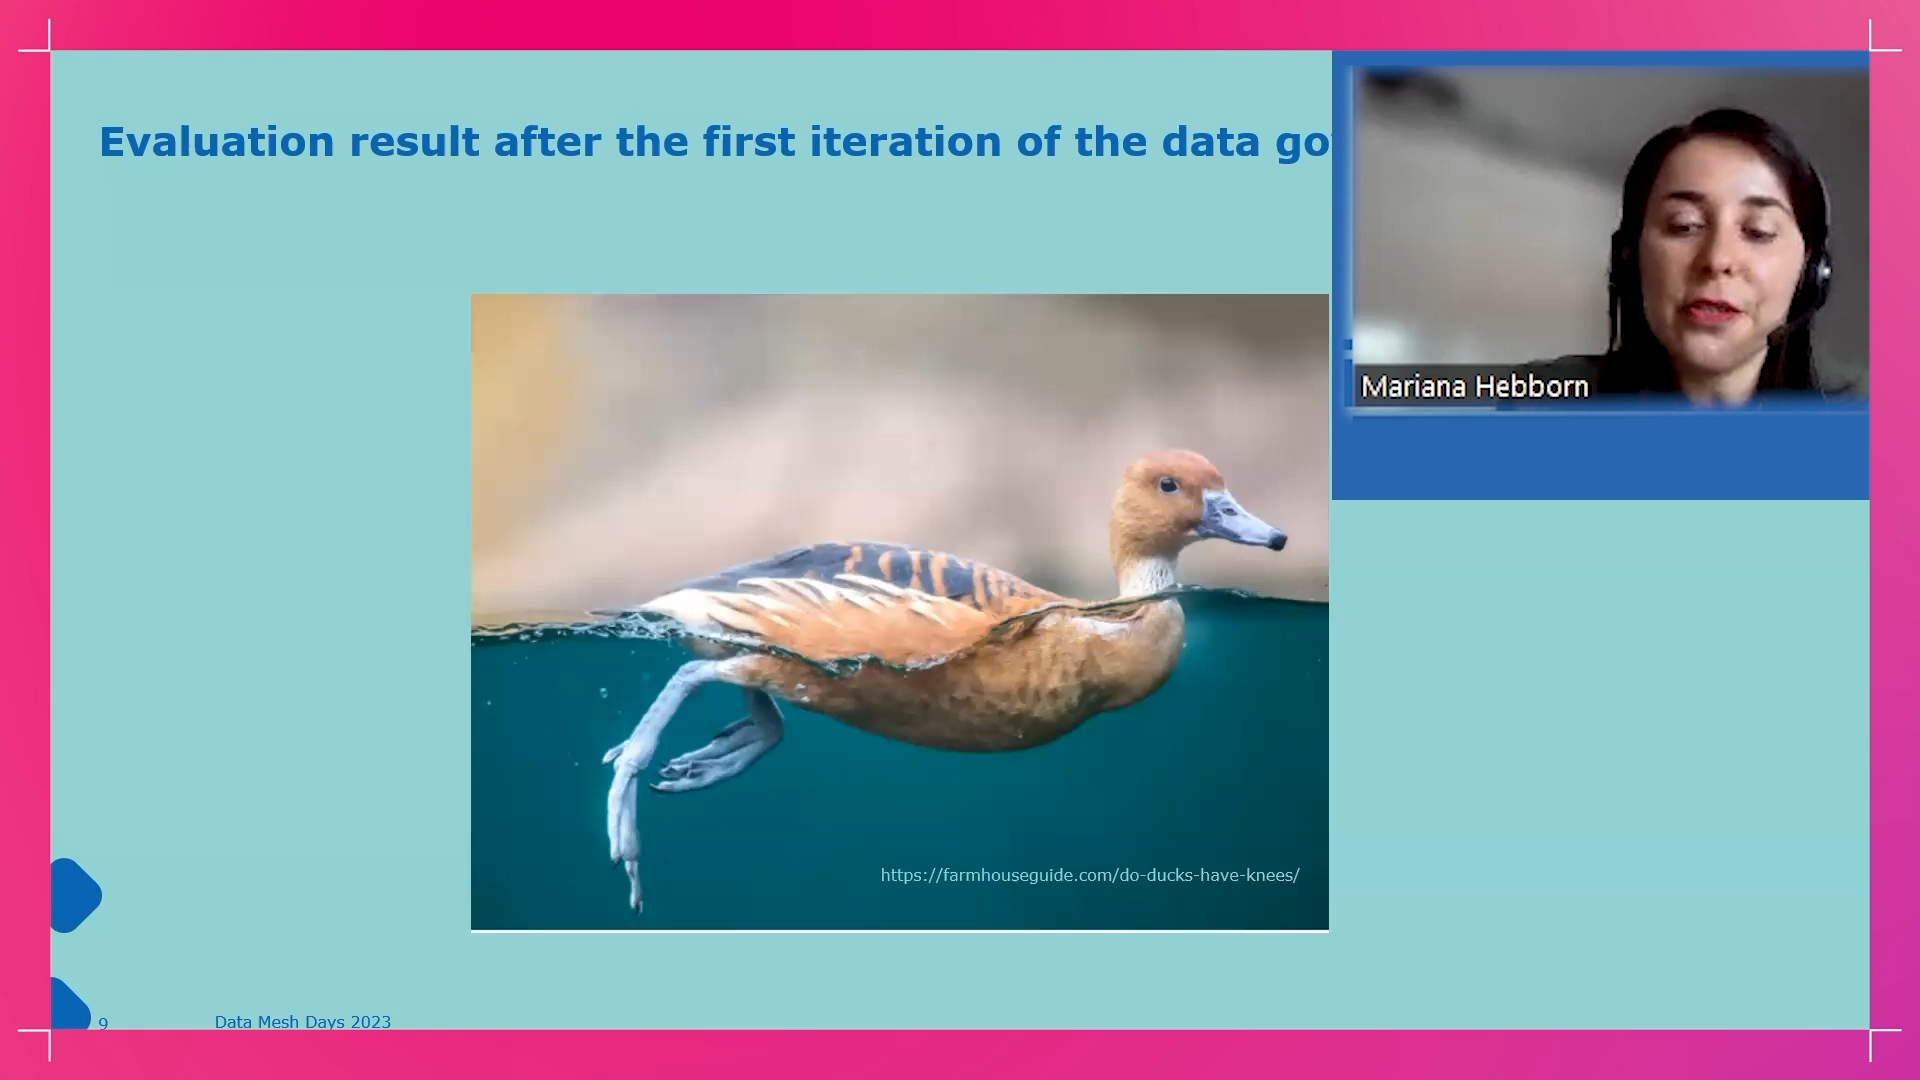 Evaluation result after the first iteration of the data go
Mariana Hebborn
https://farmhouseguide.com/do-ducks-have-knees/
9
Data Mesh Days 2023